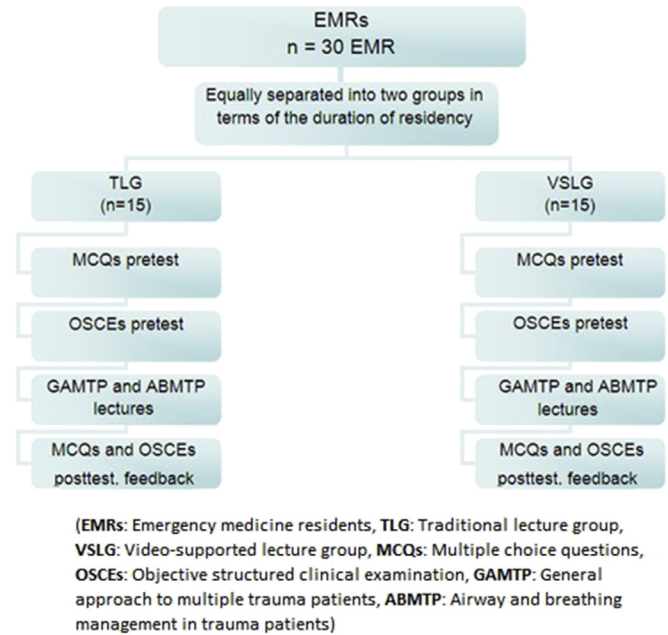 EMRs
n = 30 EMR
Equally separated into two groups in
terms of the duration of residency
TLG
(n=15)
MCQs pretest
OSCEs pretest
GAMTP and ABMTP
lectures
MCQs and OSCEs
posttest. feedback
VSLG
(n=15)
MCQs pretest
OSCEs pretest
GAMTP and ABMTP
lectures
MCQs and OSCEs
posttest. feedback
(EMRs: Emergency medicine residents, TLG: Traditional lecture group,
VSLG: Video-supported lecture group, MCQs: Multiple choice questions,
OSCEs: Objective structured clinical examination, GAMTP: General
approach to multiple trauma patients, ABMTP: Airway and breathing
management in trauma patients)